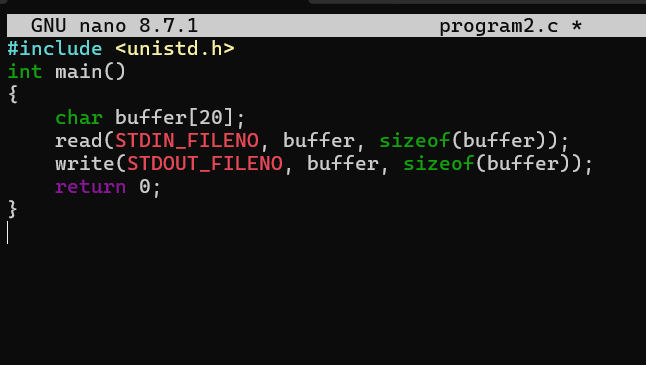 GNU nano 8.7.1 program2.c *
#include <unistd.h>
int main()
{
    char buffer[20];
    read(STDIN_FILENO, buffer, sizeof(buffer));
    write(STDOUT_FILENO, buffer, sizeof(buffer));
    return 0;
}